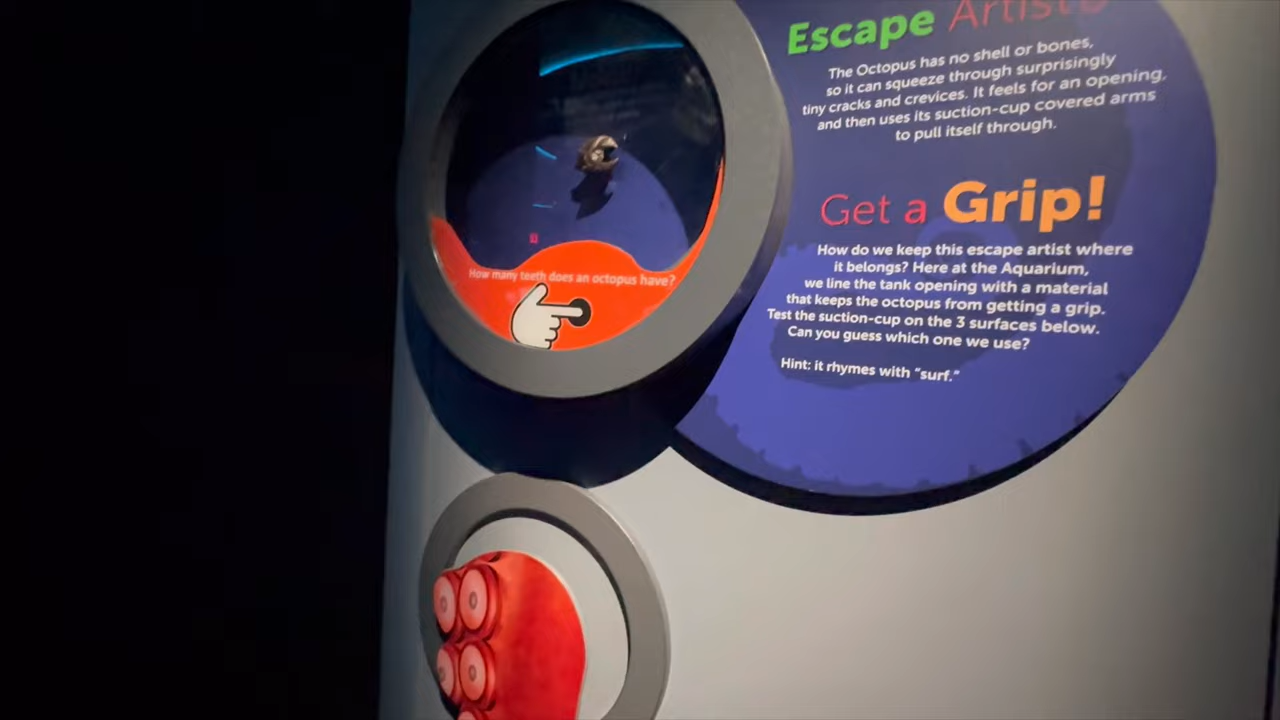 Escape Artist
The Octopus has no shell or bones,
so it can squeeze through surprisingly
tiny cracks and crevices. It feels for an opening,
and then uses its suction-cup covered arms
to pull itself through.
Get a Grip!
How do we keep this escape artist where
it belongs? Here at the Aquarium,
we line the tank opening with a material
that keeps the octopus from getting a grip.
Test the suction-cup on the 3 surfaces below.
Can you guess which one we use?
Hint: it rhymes with “surf.”
How many teeth does an octopus have?